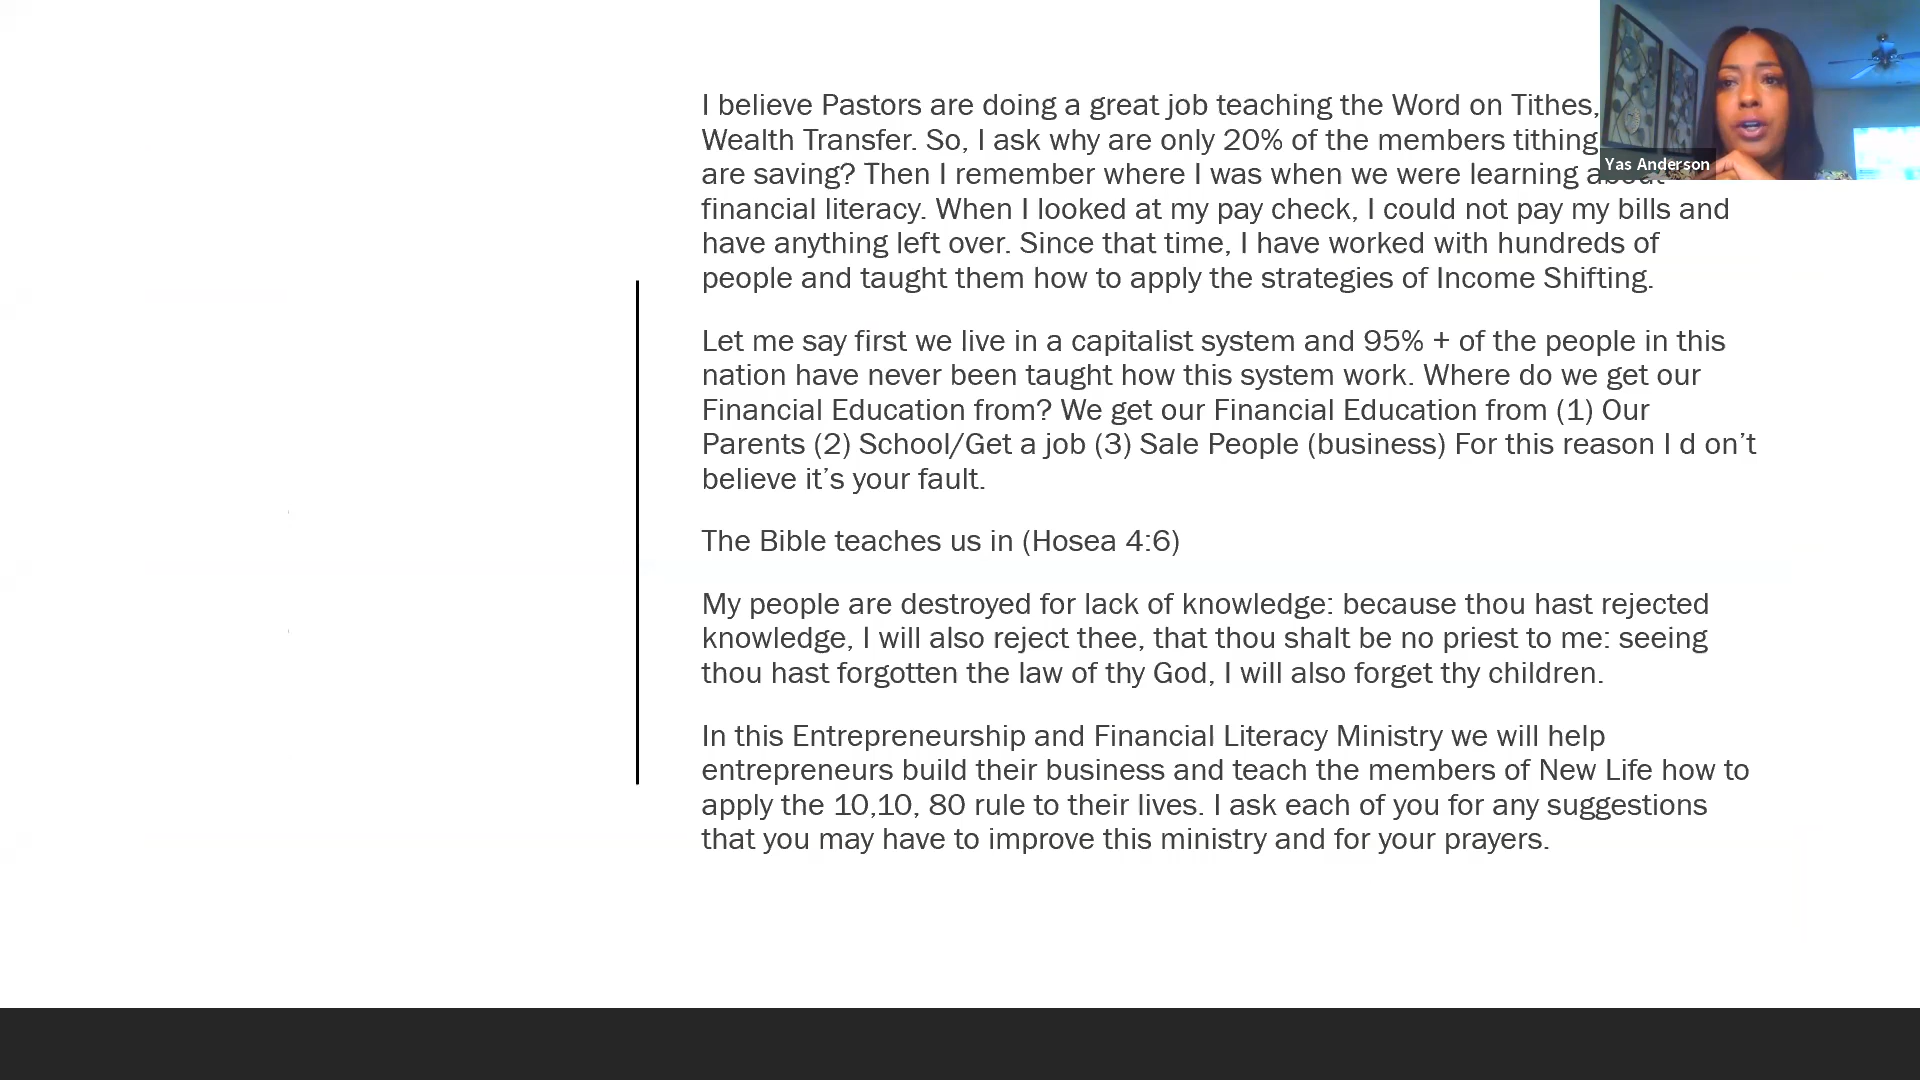 I believe Pastors are doing a great job teaching the Word on Tithes,
Wealth Transfer. So, I ask why are only 20% of the members tithing
are saving? Then I remember where I was when we were learning about
financial literacy. When I looked at my pay check, I could not pay my bills and
have anything left over. Since that time, I have worked with hundreds of
people and taught them how to apply the strategies of Income Shifting.
Let me say first we live in a capitalist system and 95% + of the people in this
nation have never been taught how this system work. Where do we get our
Financial Education from? We get our Financial Education from (1) Our
Parents (2) School/Get a job (3) Sale People (business) For this reason I d on’t
believe it’s your fault.
The Bible teaches us in (Hosea 4:6)
My people are destroyed for lack of knowledge: because thou hast rejected
knowledge, I will also reject thee, that thou shalt be no priest to me: seeing
thou hast forgotten the law of thy God, I will also forget thy children.
In this Entrepreneurship and Financial Literacy Ministry we will help
entrepreneurs build their business and teach the members of New Life how to
apply the 10,10, 80 rule to their lives. I ask each of you for any suggestions
that you may have to improve this ministry and for your prayers.
Yas Anderson